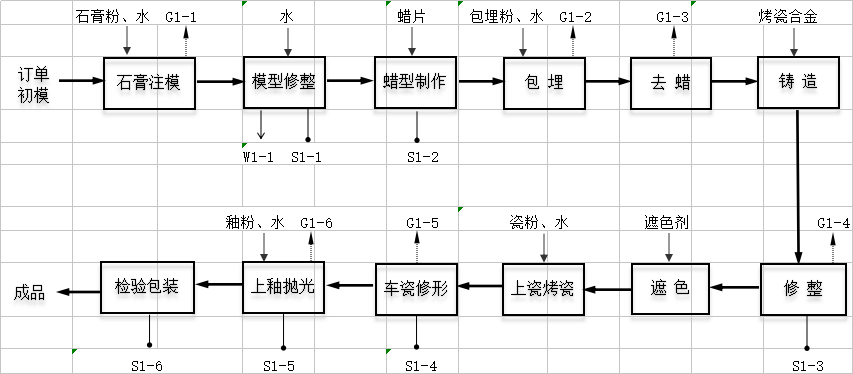 石膏粉、水
G1-1
水
蜡片
包埋粉、水
G1-2
G1-3
烤瓷合金
订单
初模
石膏注模
模型修整
蜡型制作
包 埋
去 蜡
铸 造
W1-1
S1-1
S1-2
釉粉、水
G1-6
G1-5
瓷粉、水
遮色剂
G1-4
成品
检验包装
上釉抛光
车瓷修形
上瓷烤瓷
遮 色
修 整
S1-6
S1-5
S1-4
S1-3